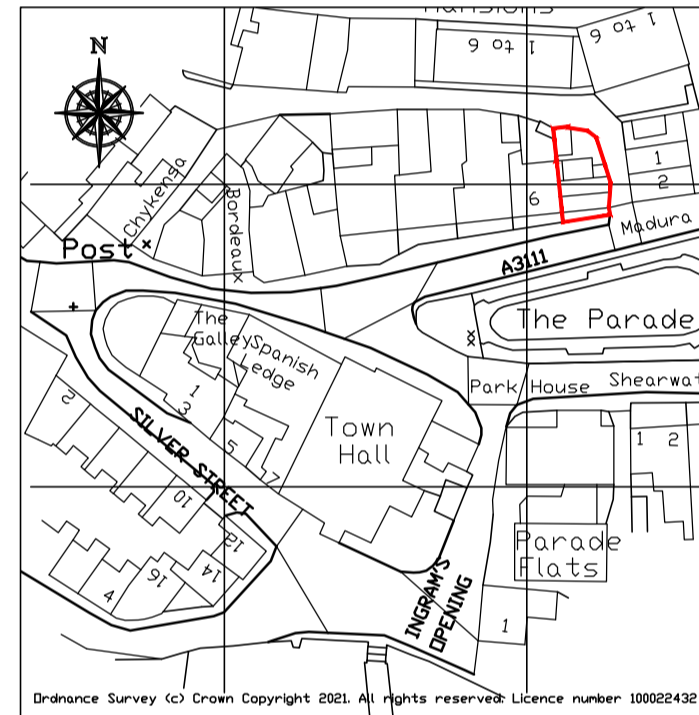 Mansions
1 to 6
1 to 6
N
1
2
Chykenga
Bordeaux
6
Madura
Post
A3111
The Parade
The
Galley
Spanish
Ledge
1
3
Park House
Shearwat
2
SILVER STREET
5
7
Town
Hall
1
2
10
12
14
16
4
Parade
Flats
INGRAM'S
OPENING
1
Ordnance Survey (c) Crown Copyright 2021. All rights reserved. Licence number 100022432